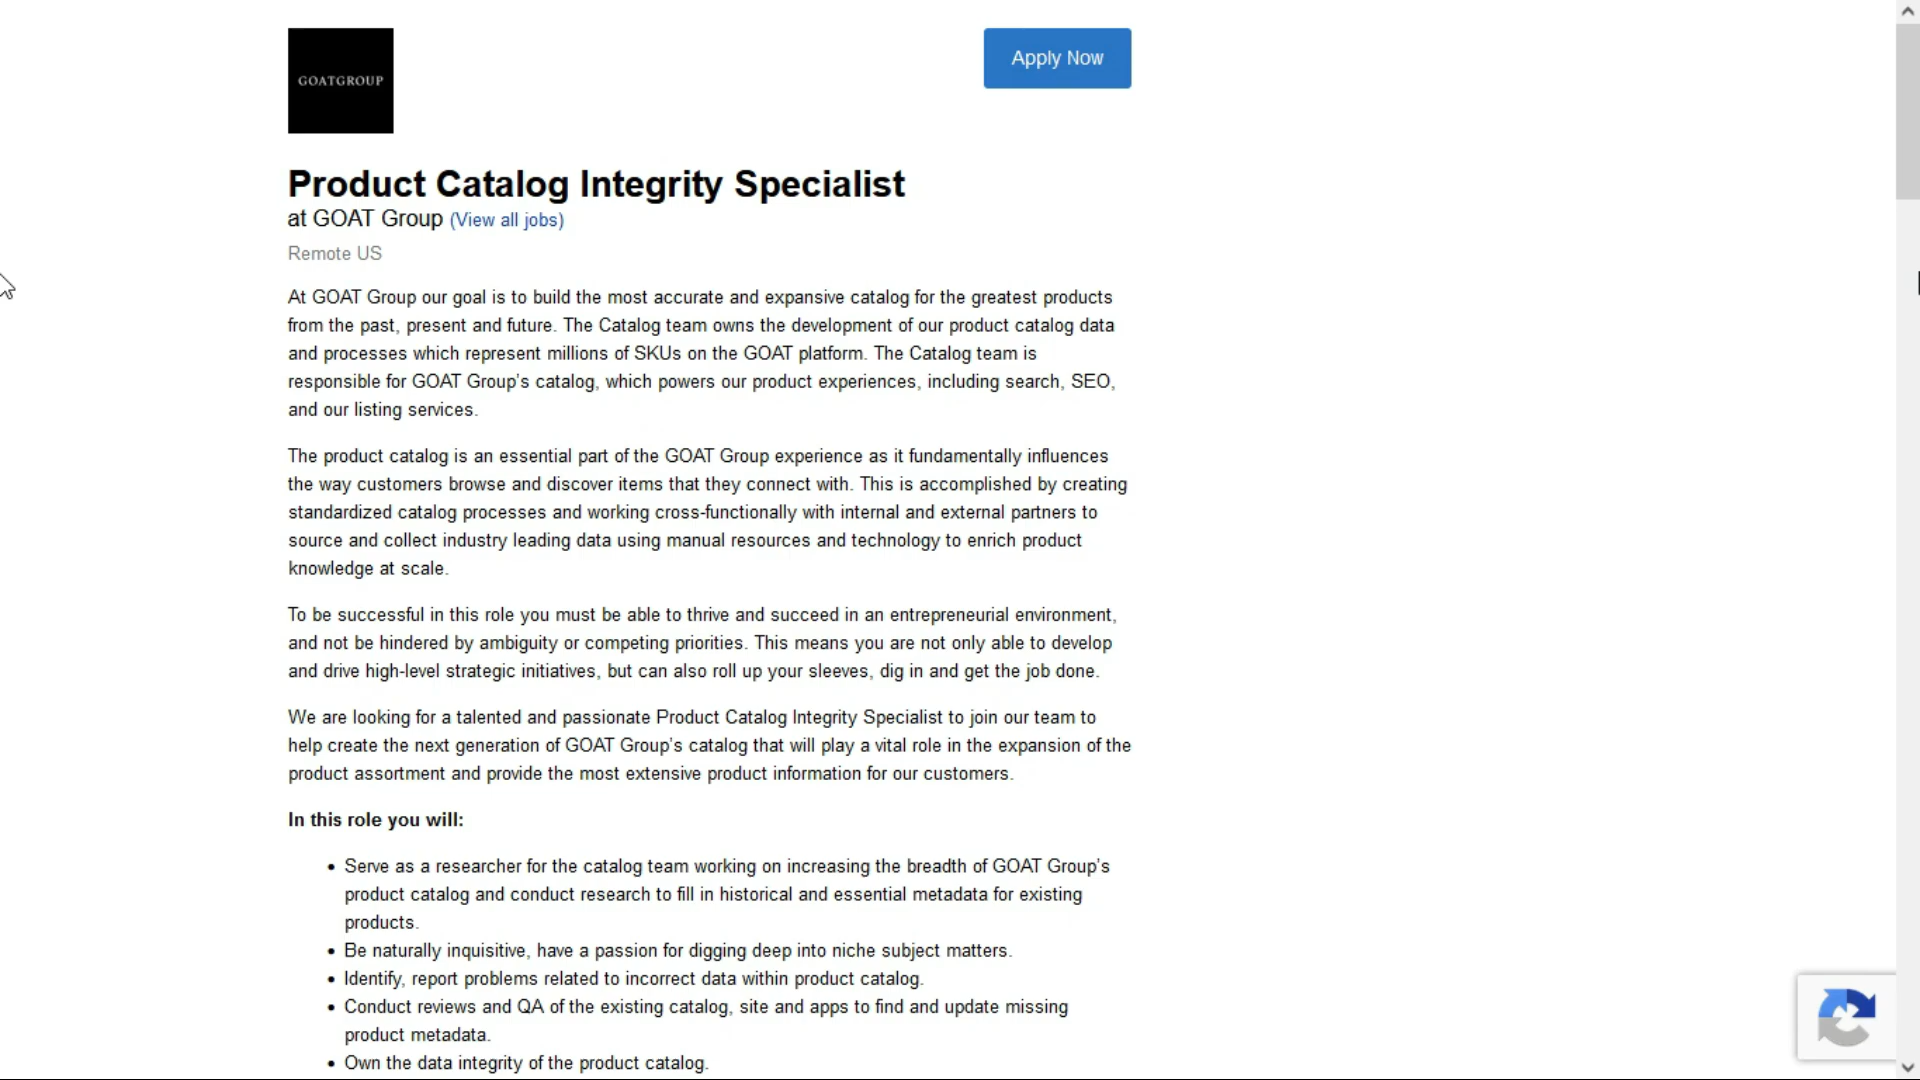 GOATGROUP
Apply Now
Product Catalog Integrity Specialist
at GOAT Group (View all jobs)
Remote US
At GOAT Group our goal is to build the most accurate and expansive catalog for the greatest products
from the past, present and future. The Catalog team owns the development of our product catalog data
and processes which represent millions of SKUs on the GOAT platform. The Catalog team is
responsible for GOAT Group's catalog, which powers our product experiences, including search, SEO,
and our listing services.
The product catalog is an essential part of the GOAT Group experience as it fundamentally influences
the way customers browse and discover items that they connect with. This is accomplished by creating
standardized catalog processes and working cross-functionally with internal and external partners to
source and collect industry leading data using manual resources and technology to enrich product
knowledge at scale.
To be successful in this role you must be able to thrive and succeed in an entrepreneurial environment,
and not be hindered by ambiguity or competing priorities. This means you are not only able to develop
and drive high-level strategic initiatives, but can also roll up your sleeves, dig in and get the job done.
We are looking for a talented and passionate Product Catalog Integrity Specialist to join our team to
help create the next generation of GOAT Group's catalog that will play a vital role in the expansion of the
product assortment and provide the most extensive product information for our customers.
In this role you will:
• Serve as a researcher for the catalog team working on increasing the breadth of GOAT Group's
product catalog and conduct research to fill in historical and essential metadata for existing
products.
• Be naturally inquisitive, have a passion for digging deep into niche subject matters.
• Identify, report problems related to incorrect data within product catalog.
• Conduct reviews and QA of the existing catalog, site and apps to find and update missing
product metadata.
• Own the data integrity of the product catalog.